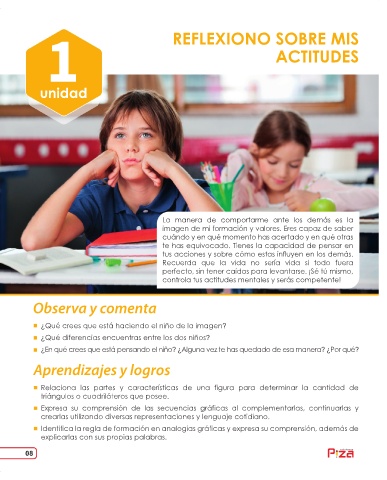 1
unidad
REFLEXIONO SOBRE MIS
ACTITUDES
La manera de comportarme ante los demás es la
imagen de mi formación y valores. Eres capaz de saber
cuándo y en qué momento has acertado y en qué otras
te has equivocado. Tienes la capacidad de pensar en
tus acciones y sobre cómo estas influyen en los demás.
Recuerda que la vida no sería vida si todo fuera
perfecto, sin tener caídas para levantarse. ¡Sé tú mismo,
controla tus actitudes mentales y serás competente!
Observa y comenta
¿Qué crees que está haciendo el niño de la imagen?
¿Qué diferencias encuentras entre los dos niños?
¿En qué crees que está pensando el niño? ¿Alguna vez te has quedado de esa manera? ¿Por qué?
Aprendizajes y logros
Relaciona las partes y características de una figura para determinar la cantidad de
triángulos o cuadriláteros que posee.
Expresa su comprensión de las secuencias gráficas al complementarlas, continuarlas y
crearlas utilizando diversas representaciones y lenguaje cotidiano.
Identifica la regla de formación en analogías gráficas y expresa su comprensión, además de
explicarlas con sus propias palabras.
08